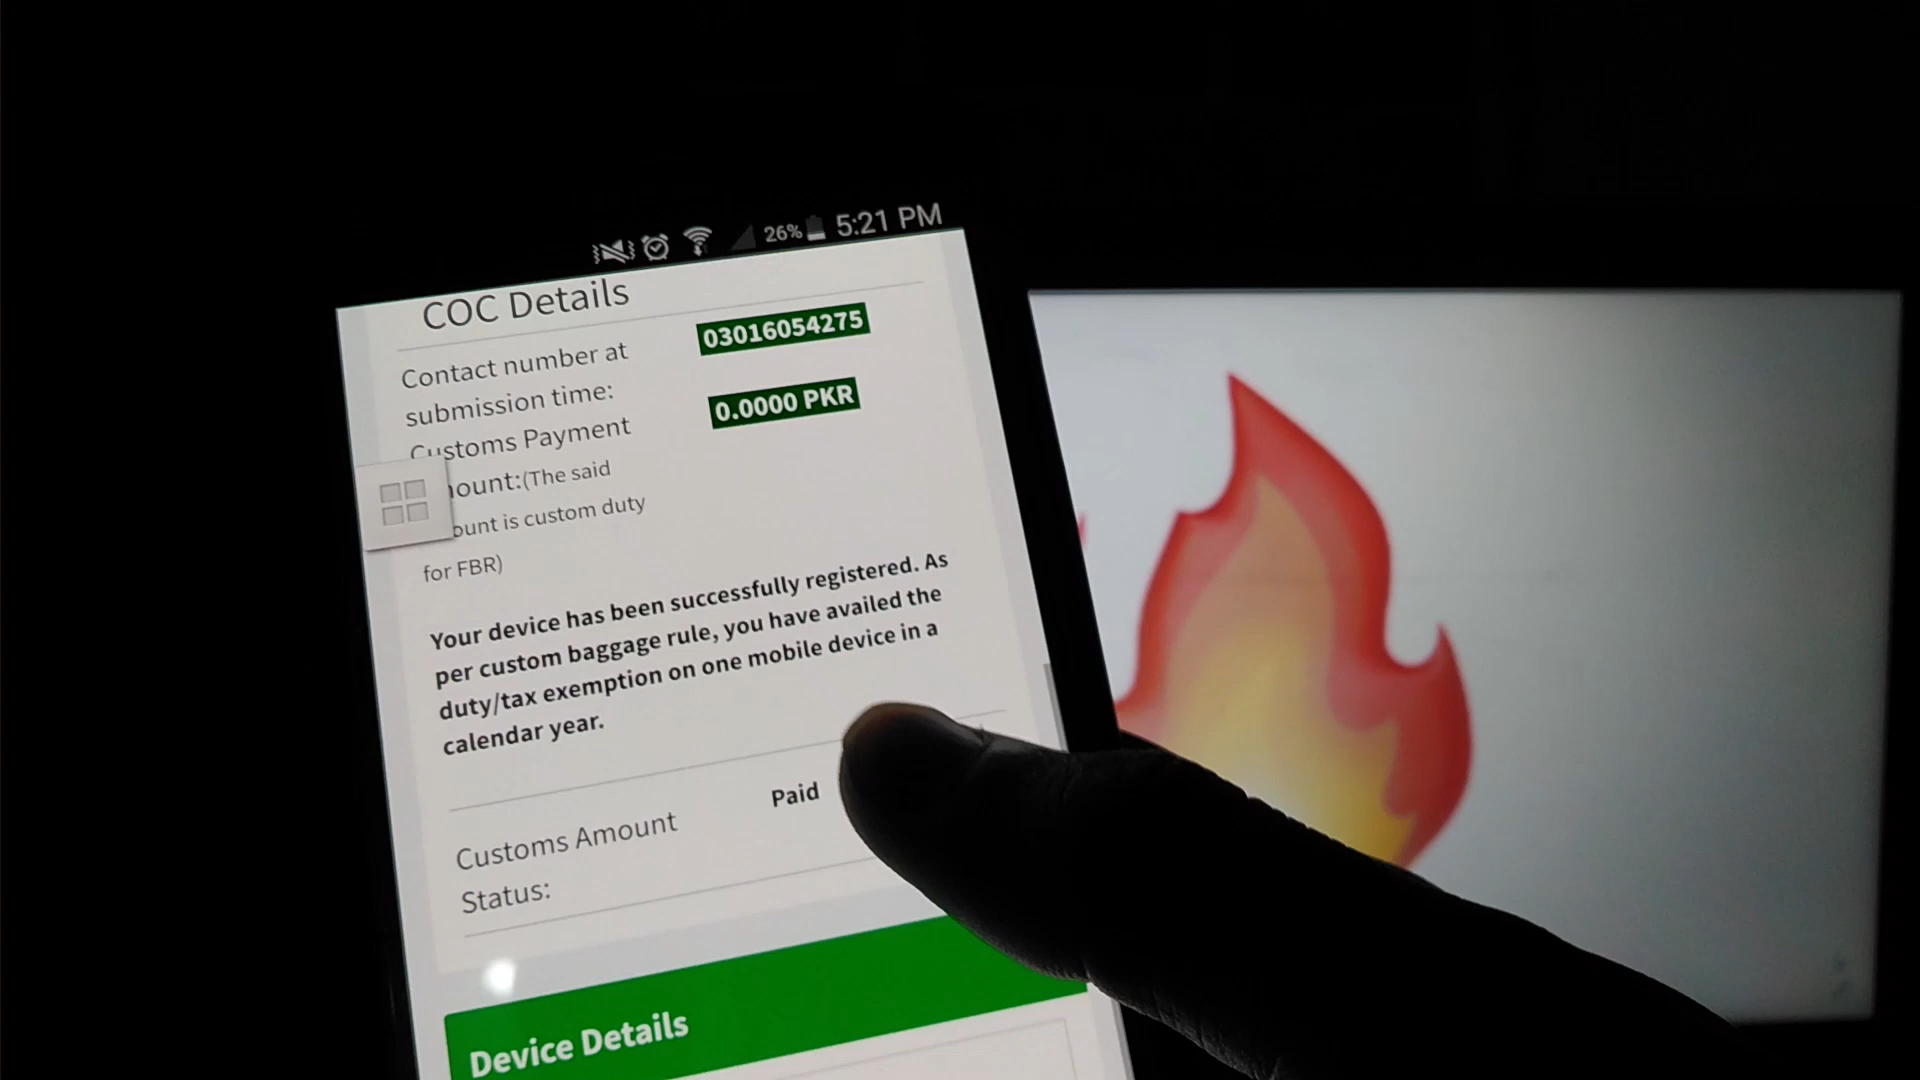 26% 5:21 PM
COC Details
Contact number at
submission time:
03016054275
Customs Payment
mount:(The said
ount is custom duty
for FBR)
0.0000 PKR
Your device has been successfully registered. As
per custom baggage rule, you have availed the
duty/tax exemption on one mobile device in a
calendar year.
Customs Amount
Status:
Paid
Device Details